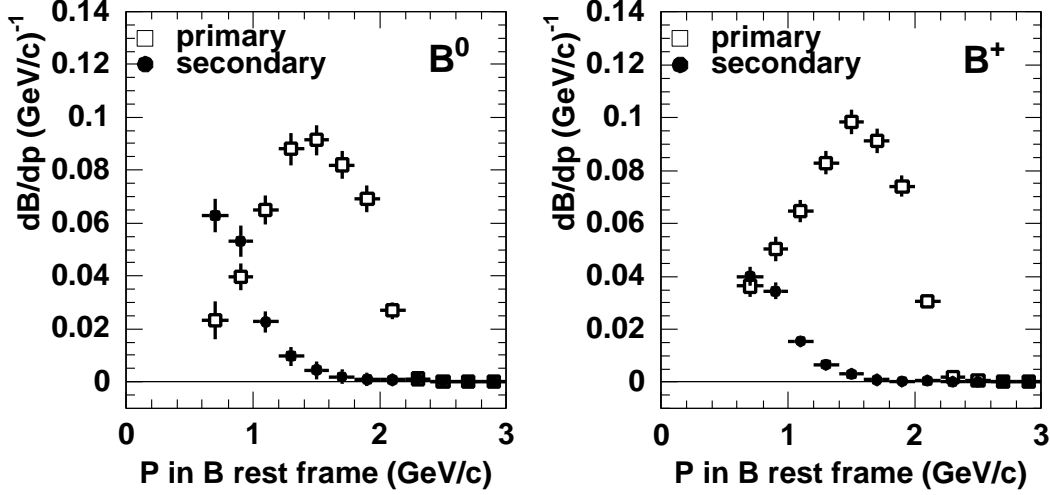 dB/dp (GeV/c)⁻¹
0.14
0.12
0.1
0.08
0.06
0.04
0.02
0
primary
secondary
B⁰
0 1 2 3
P in B rest frame (GeV/c)
dB/dp (GeV/c)⁻¹
0.14
0.12
0.1
0.08
0.06
0.04
0.02
0
primary
secondary
B⁺
0 1 2 3
P in B rest frame (GeV/c)